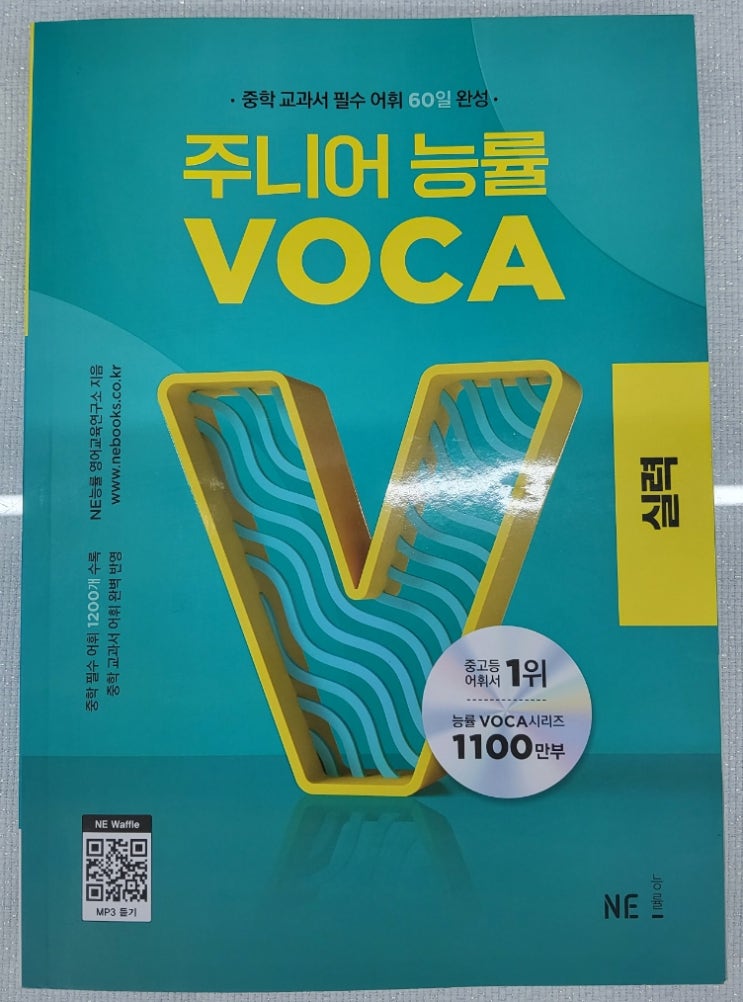 · 중학 교과서 필수 어휘 60일 완성 ·
주니어 능률
VOCA
NE능률 영어교육연구소 지음
www.nebooks.co.kr
중학 필수 어휘 1200개 수록
중학 교과서 어휘 완벽 반영
실력
중고등
어휘서 1위
능률 VOCA시리즈
1100만부
NE Waffle
MP3 듣기
NE 능률